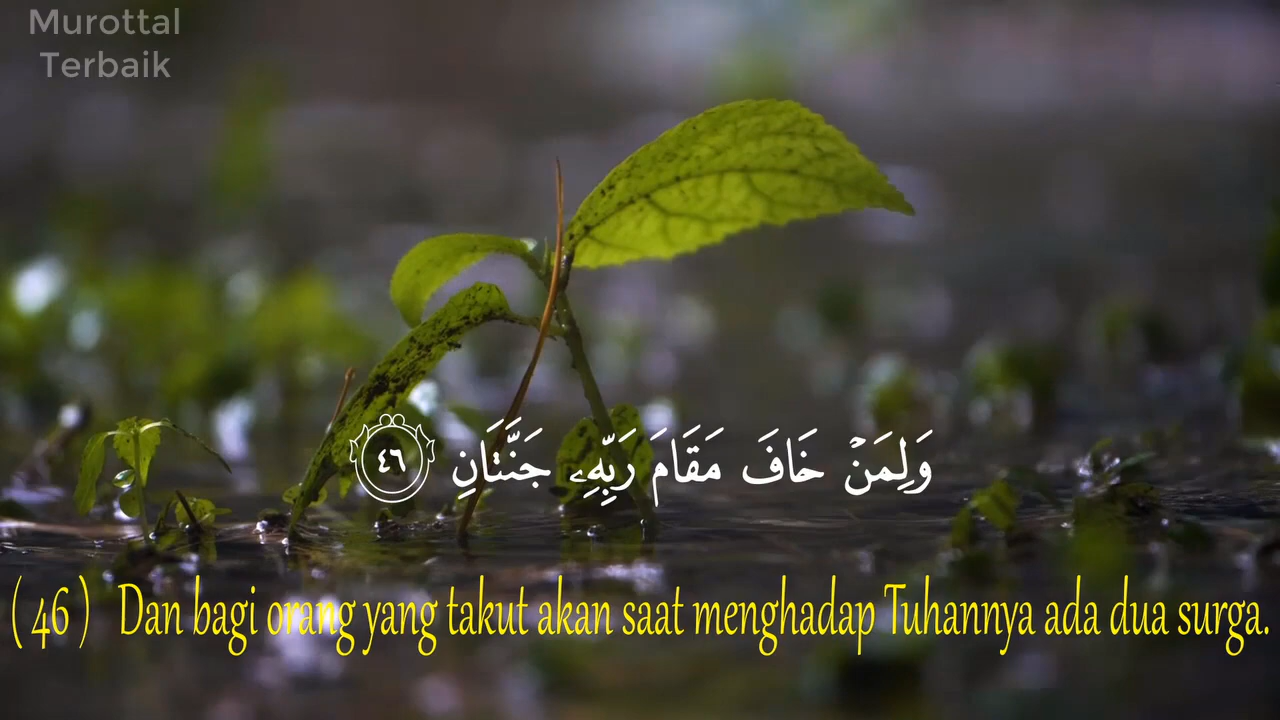 Murottal
Terbaik
وَلِمَنْ خَافَ مَقَامَ رَبِّهِۦ جَنَّتَانِ ٤٦
( 46 ) Dan bagi orang yang takut akan saat menghadap Tuhannya ada dua surga.